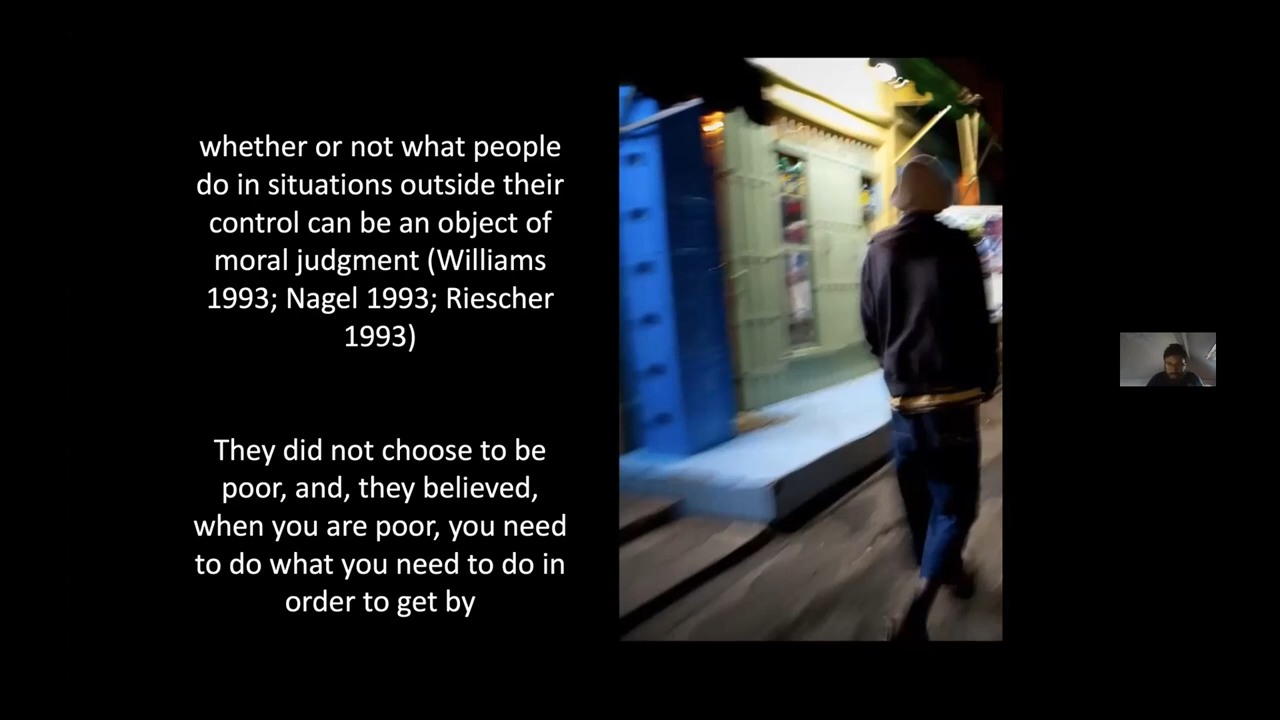 whether or not what people
do in situations outside their
control can be an object of
moral judgment (Williams
1993; Nagel 1993; Riescher
1993)
They did not choose to be
poor, and, they believed,
when you are poor, you need
to do what you need to do in
order to get by